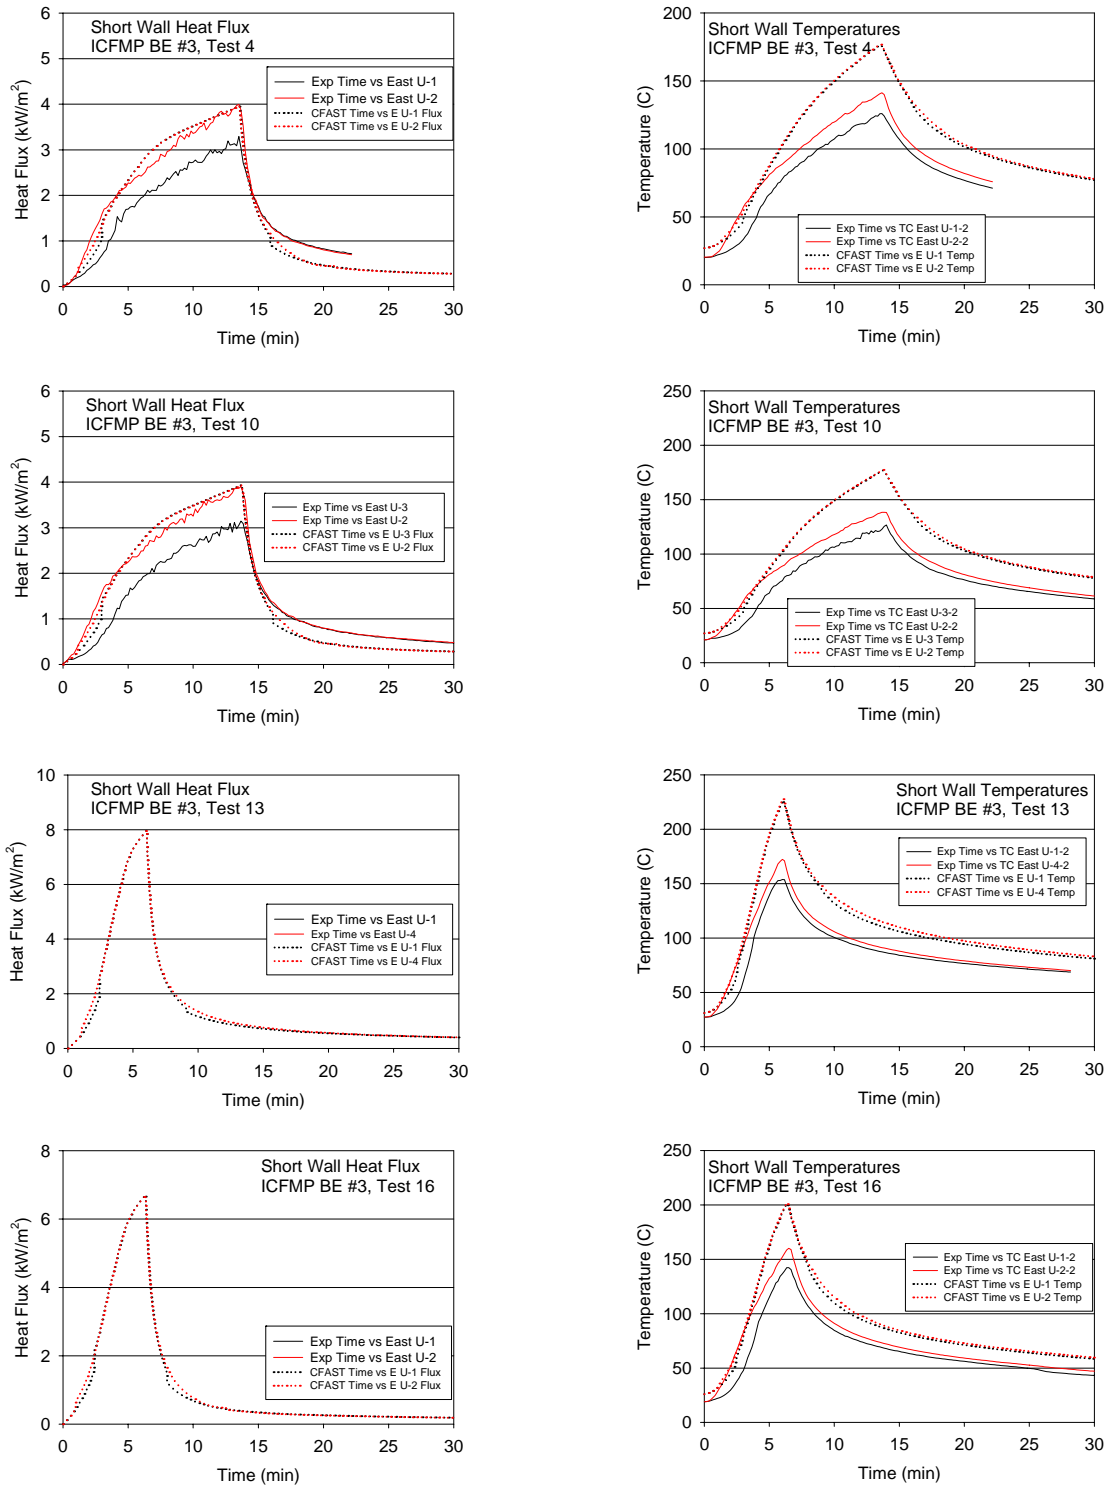 Short Wall Heat Flux
ICFMP BE #3, Test 4
Heat Flux (kW/m²)
6
5
4
3
2
1
0
Exp Time vs East U-1
Exp Time vs East U-2
CFAST Time vs E U-1 Flux
CFAST Time vs E U-2 Flux
0 5 10 15 20 25 30
Time (min)
Short Wall Temperatures
ICFMP BE #3, Test 4
Temperature (C)
200
150
100
50
0
Exp Time vs TC East U-1-2
Exp Time vs TC East U-2-2
CFAST Time vs E U-1 Temp
CFAST Time vs E U-2 Temp
0 5 10 15 20 25 30
Time (min)
Short Wall Heat Flux
ICFMP BE #3, Test 10
Heat Flux (kW/m²)
6
5
4
3
2
1
0
Exp Time vs East U-3
Exp Time vs East U-2
CFAST Time vs E U-3 Flux
CFAST Time vs E U-2 Flux
0 5 10 15 20 25 30
Time (min)
Short Wall Temperatures
ICFMP BE #3, Test 10
Temperature (C)
250
200
150
100
50
0
Exp Time vs TC East U-3-2
Exp Time vs TC East U-2-2
CFAST Time vs E U-3 Temp
CFAST Time vs E U-2 Temp
0 5 10 15 20 25 30
Time (min)
Short Wall Heat Flux
ICFMP BE #3, Test 13
Heat Flux (kW/m²)
10
8
6
4
2
0
Exp Time vs East U-1
Exp Time vs East U-4
CFAST Time vs E U-1 Flux
CFAST Time vs E U-4 Flux
0 5 10 15 20 25 30
Time (min)
Short Wall Temperatures
ICFMP BE #3, Test 13
Temperature (C)
250
200
150
100
50
0
Exp Time vs TC East U-1-2
Exp Time vs TC East U-4-2
CFAST Time vs E U-1 Temp
CFAST Time vs E U-4 Temp
0 5 10 15 20 25 30
Time (min)
Short Wall Heat Flux
ICFMP BE #3, Test 16
Heat Flux (kW/m²)
8
6
4
2
0
Exp Time vs East U-1
Exp Time vs East U-2
CFAST Time vs E U-1 Flux
CFAST Time vs E U-2 Flux
0 5 10 15 20 25 30
Time (min)
Short Wall Temperatures
ICFMP BE #3, Test 16
Temperature (C)
250
200
150
100
50
0
Exp Time vs TC East U-1-2
Exp Time vs TC East U-2-2
CFAST Time vs E U-1 Temp
CFAST Time vs E U-2 Temp
0 5 10 15 20 25 30
Time (min)